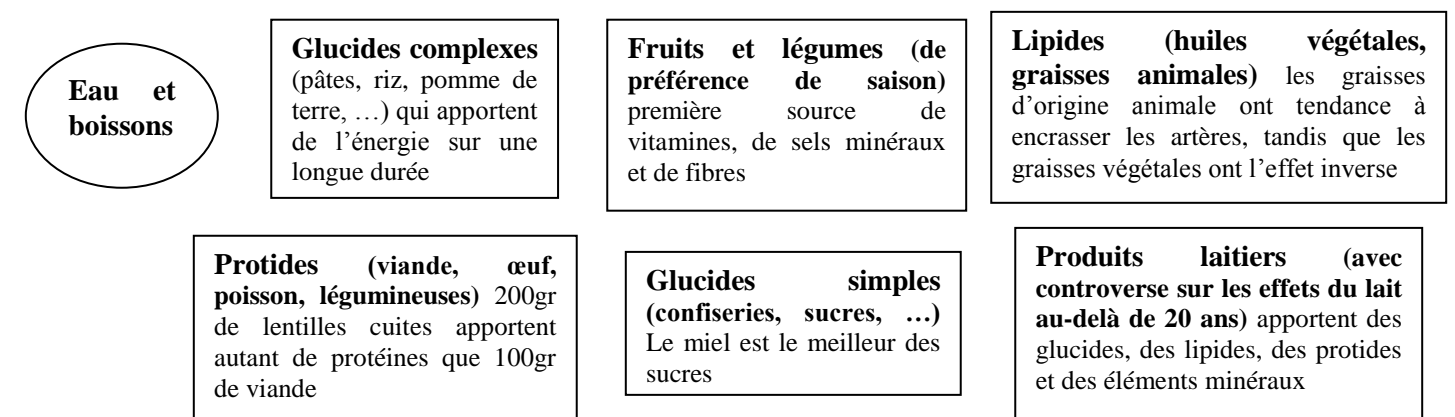 Eau et
boissons
Glucides complexes
(pâtes, riz, pomme de
terre, …) qui apportent
de l’énergie sur une
longue durée
Fruits et légumes (de
préférence de saison)
première source de
vitamines, de sels minéraux
et de fibres
Lipides (huiles végétales,
graisses animales) les graisses
d’origine animale ont tendance à
encrasser les artères, tandis que les
graisses végétales ont l’effet inverse
Protides (viande, œuf,
poisson, légumineuses) 200gr
de lentilles cuites apportent
autant de protéines que 100gr
de viande
Glucides simples
(confiseries, sucres, …)
Le miel est le meilleur des
sucres
Produits laitiers (avec
controverse sur les effets du lait
au-delà de 20 ans) apportent des
glucides, des lipides, des protides
et des éléments minéraux